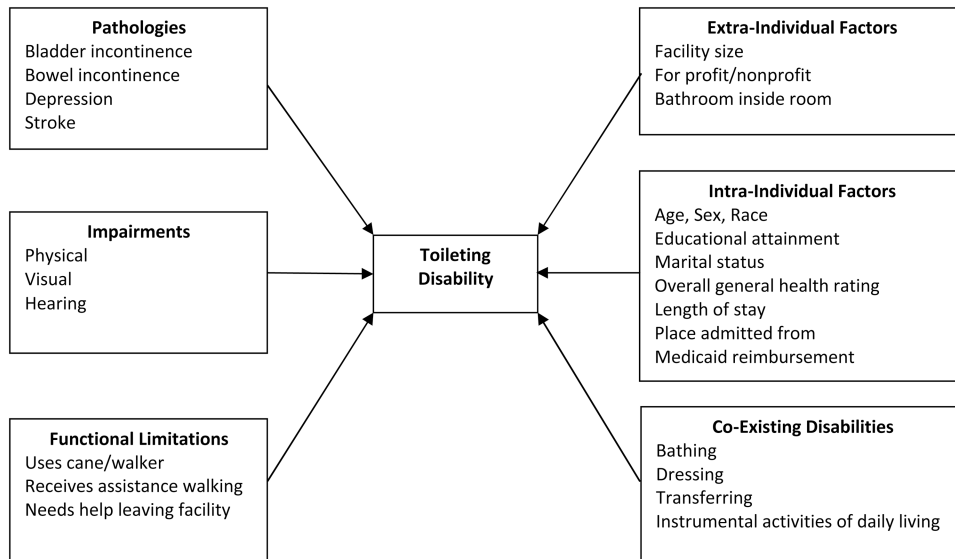 Pathologies
Bladder incontinence
Bowel incontinence
Depression
Stroke
Impairments
Physical
Visual
Hearing
Functional Limitations
Uses cane/walker
Receives assistance walking
Needs help leaving facility
Toileting
Disability
Extra-Individual Factors
Facility size
For profit/nonprofit
Bathroom inside room
Intra-Individual Factors
Age, Sex, Race
Educational attainment
Marital status
Overall general health rating
Length of stay
Place admitted from
Medicaid reimbursement
Co-Existing Disabilities
Bathing
Dressing
Transferring
Instrumental activities of daily living